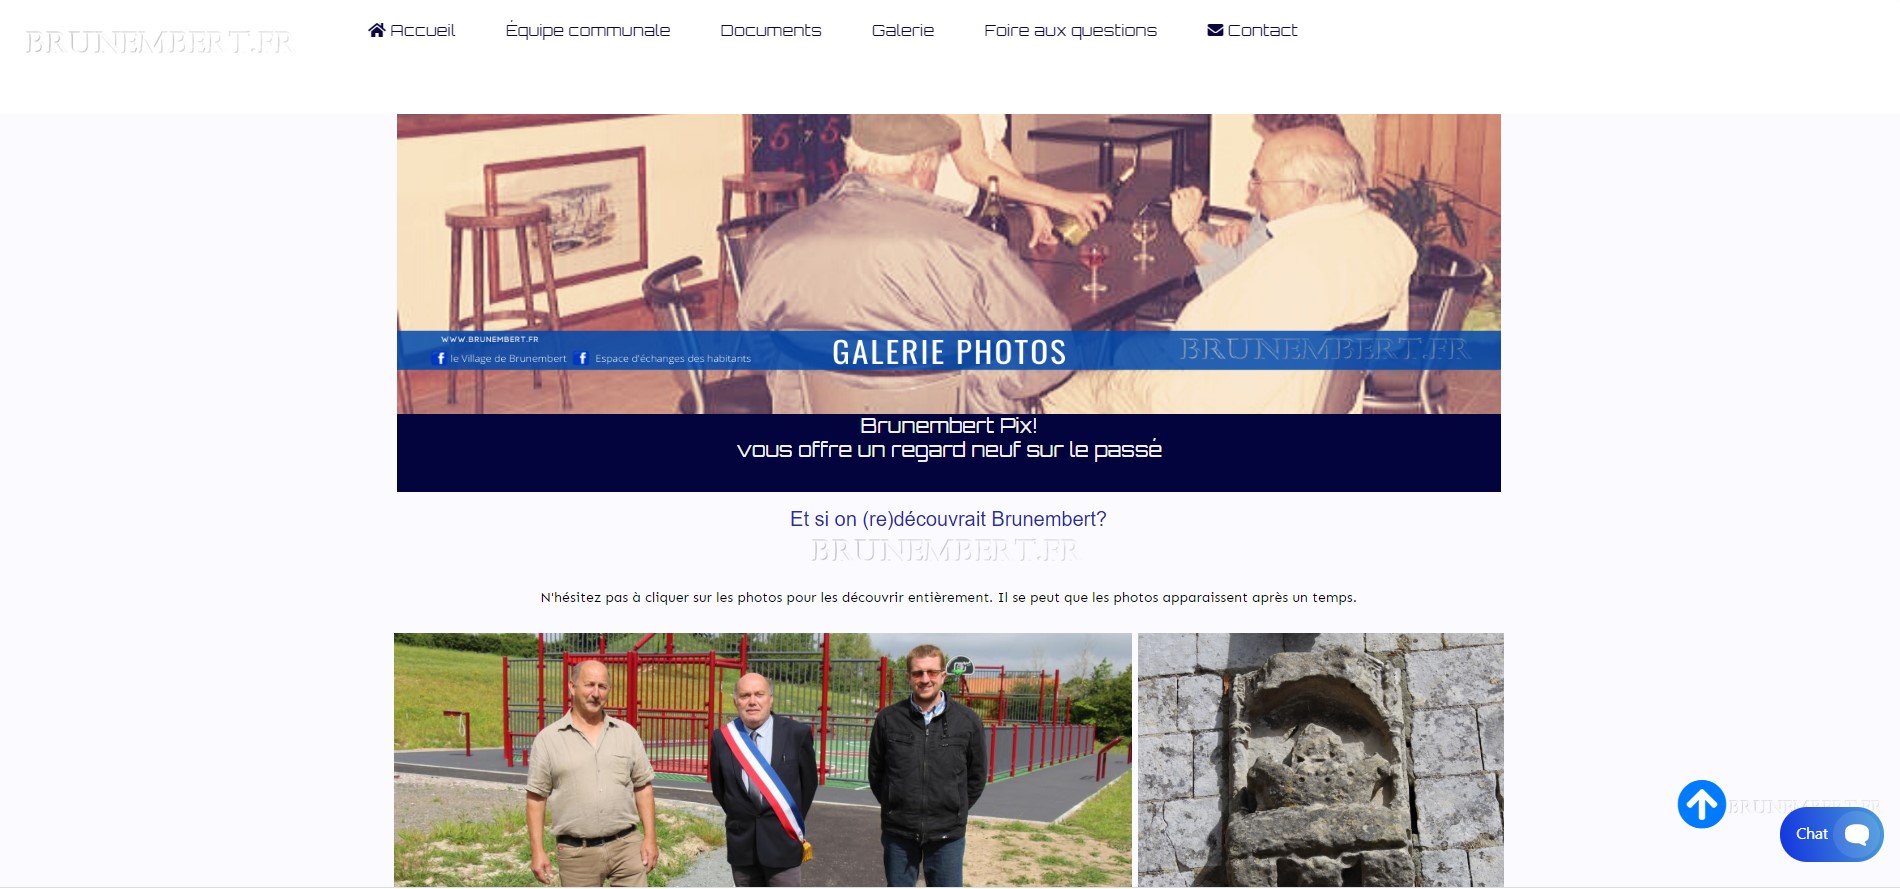 BRUNEMBERT.FR
Accueil
Équipe communale
Documents
Galerie
Foire aux questions
Contact
WWW.BRUNEMBERT.FR
le Village de Brunembert
Espace d'échanges des habitants
GALERIE PHOTOS
BRUNEMBERT.FR
Brunembert Pix!
vous offre un regard neuf sur le passé
Et si on (re)découvrait Brunembert?
BRUNEMBERT.FR
N'hésitez pas à cliquer sur les photos pour les découvrir entièrement. Il se peut que les photos apparaissent après un temps.
BRUNEMBERT.FR
Chat